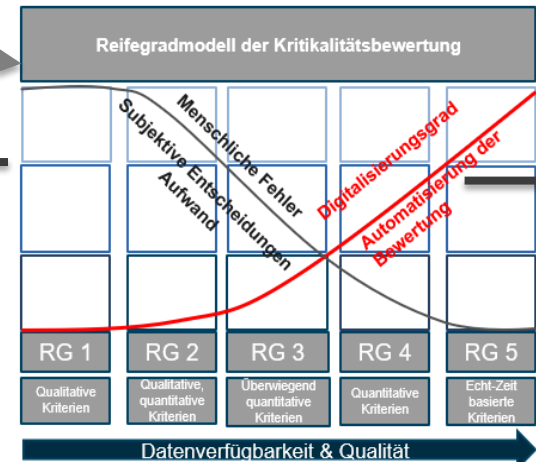 Reifegradmodell der Kritikalitätsbewertung
Menschliche Fehler
Subjektive Entscheidungen
Aufwand
Digitalisierungsgrad
Automatisierung der
Bewertung
RG 1
RG 2
RG 3
RG 4
RG 5
Qualitative
Kriterien
Qualitative,
quantitative
Kriterien
Überwiegend
quantitative
Kriterien
Quantitative
Kriterien
Echt-Zeit
basierte
Kriterien
Datenverfügbarkeit & Qualität